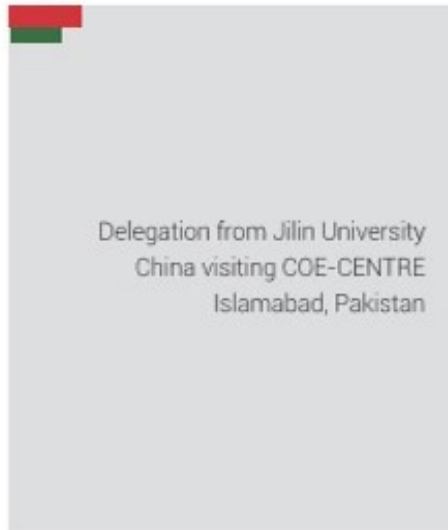 Delegation from Jilin University
China visiting COE-CENTRE
Islamabad, Pakistan